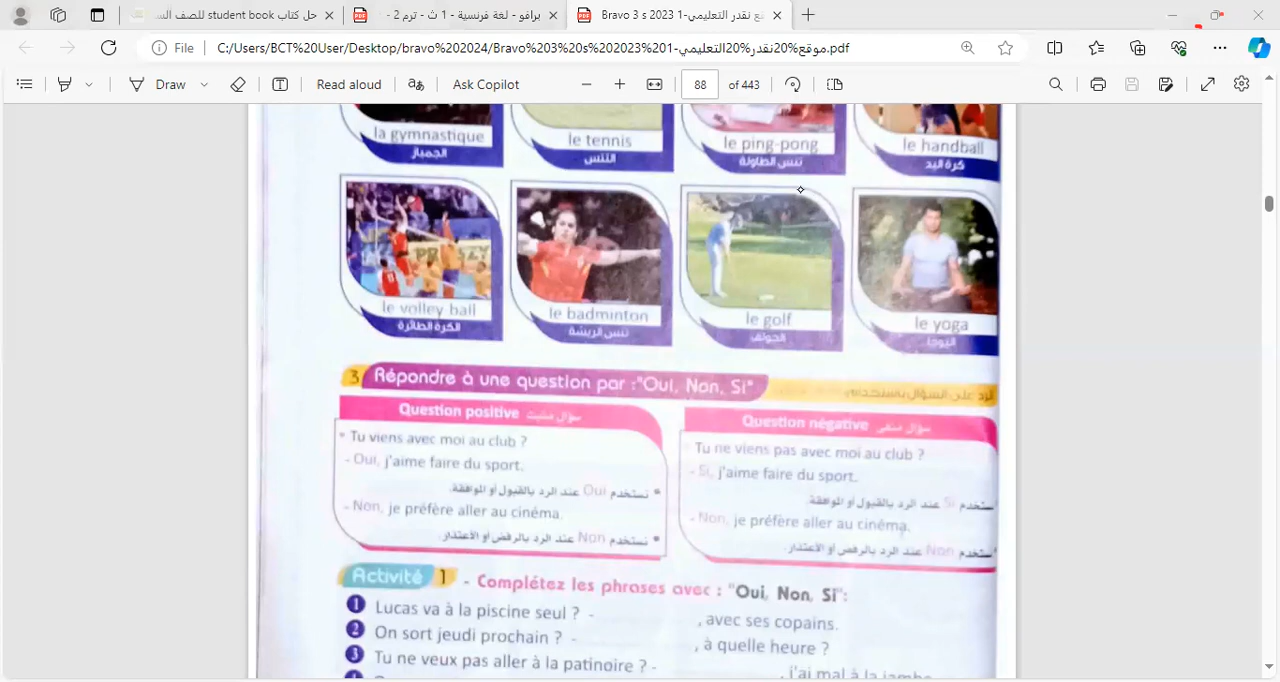 حل كتاب student book للصف الس
برافو - لغة فرنسية - 1 ث - ترم 2 -
Bravo 3 s 2023 1-موقع نقدر التعليمي
File
C:/Users/BCT%20User/Desktop/bravo%202024/Bravo%203%20s%202023%201-موقع%20نقدر%20التعليمي.pdf
Draw
Read aloud
Ask Copilot
88 of 443
la gymnastique
الجمباز
le tennis
التنس
le ping-pong
تنس الطاولة
le handball
كرة اليد
le volley ball
الكرة الطائرة
le badminton
تنس الريشة
le golf
الجولف
le yoga
اليوجا
3 Répondre à une question par :"Oui, Non, Si"
ترد على السؤال باستخدام
Question positive سؤال مثبت
• Tu viens avec moi au club ?
- Oui, j'aime faire du sport.
• نستخدم Oui عند الرد بالقبول أو الموافقة.
- Non, je préfère aller au cinéma.
• نستخدم Non عند الرد بالرفض أو الاعتذار.
Question négative سؤال منفى
Tu ne viens pas avec moi au club ?
- Si, j'aime faire du sport.
نستخدم Si عند الرد بالقبول أو الموافقة.
- Non, je préfère aller au cinéma.
نستخدم Non عند الرد بالرفض أو الاعتذار.
Activité 1 - Complétez les phrases avec : "Oui, Non, Si":
1 Lucas va à la piscine seul ? - , avec ses copains.
2 On sort jeudi prochain ? - , à quelle heure ?
3 Tu ne veux pas aller à la patinoire ? - , j'ai mal à la jambe